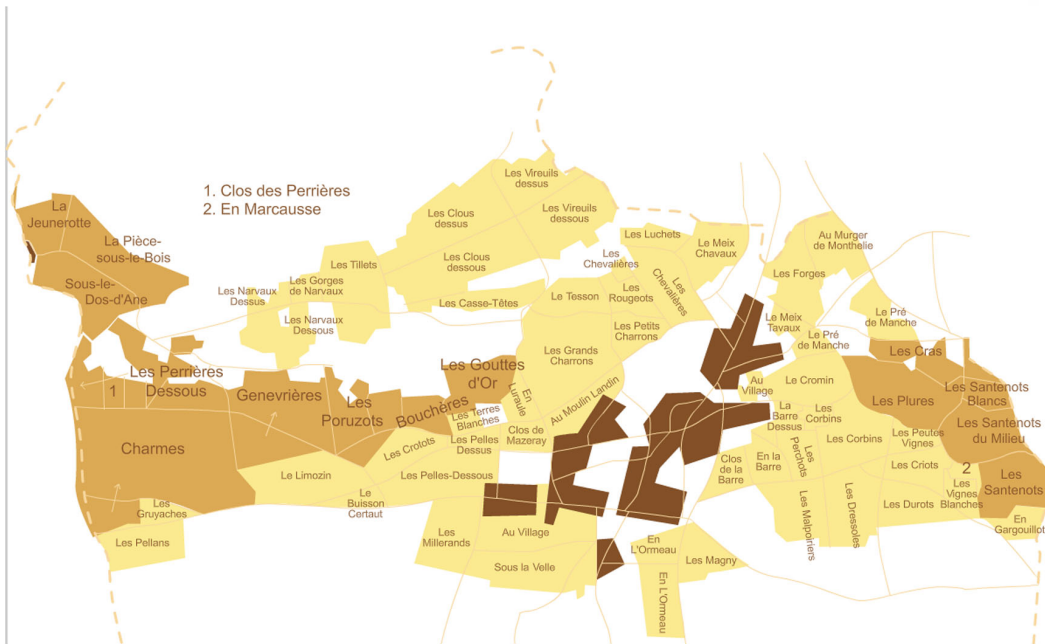 1. Clos des Perrières
2. En Marcausse
La
Jeunerotte
La Pièce-
sous-le-Bois
Sous-le-
Dos-d'Ane
Les Vireuils
dessus
Les Vireuils
dessous
Les Clous
dessus
Les Clous
dessous
Les Tillets
Les Gorges
de Narvaux
Les Narvaux
Dessus
Les Narvaux
Dessous
Les Casse-Têtes
Les Luchets
Le Meix
Chavaux
Les
Chevalières
Les
Chevalières
Les
Rougeots
Le Tesson
Les Petits
Charrons
Les Grands
Charrons
Au Murger
de Monthelie
Les Forges
Le Meix
Tavaux
Le Pré
de Manche
Le Pré
de Manche
Les Cras
1
Les Perrières
Dessous
Genevrières
Les
Poruzots
Bouchères
Les Gouttes
d'Or
En
Luraule
Au Moulin Landin
Les Terres
Blanches
Clos de
Mazeray
Les Pelles
Dessus
Les Crotots
Les Pelles-Dessous
Charmes
Le Limozin
Le
Buisson
Certaut
Les
Gruyaches
Les Pellans
Les
Millerands
Au Village
Sous la Velle
En
L'Ormeau
En L'Ormeau
Les Magny
Au
Village
Le Cromin
La
Barre
Dessus
Les
Corbins
Les Corbins
Clos
de la
Barre
En la
Barre
Les
Perchots
Les Malpoiriers
Les Dressoles
Les Plures
Les Santenots
Blancs
Les Santenots
du Milieu
Les Peutes
Vignes
Les Criots
2
Les
Vignes
Blanches
Les Durots
Les
Santenots
En
Gargouillot